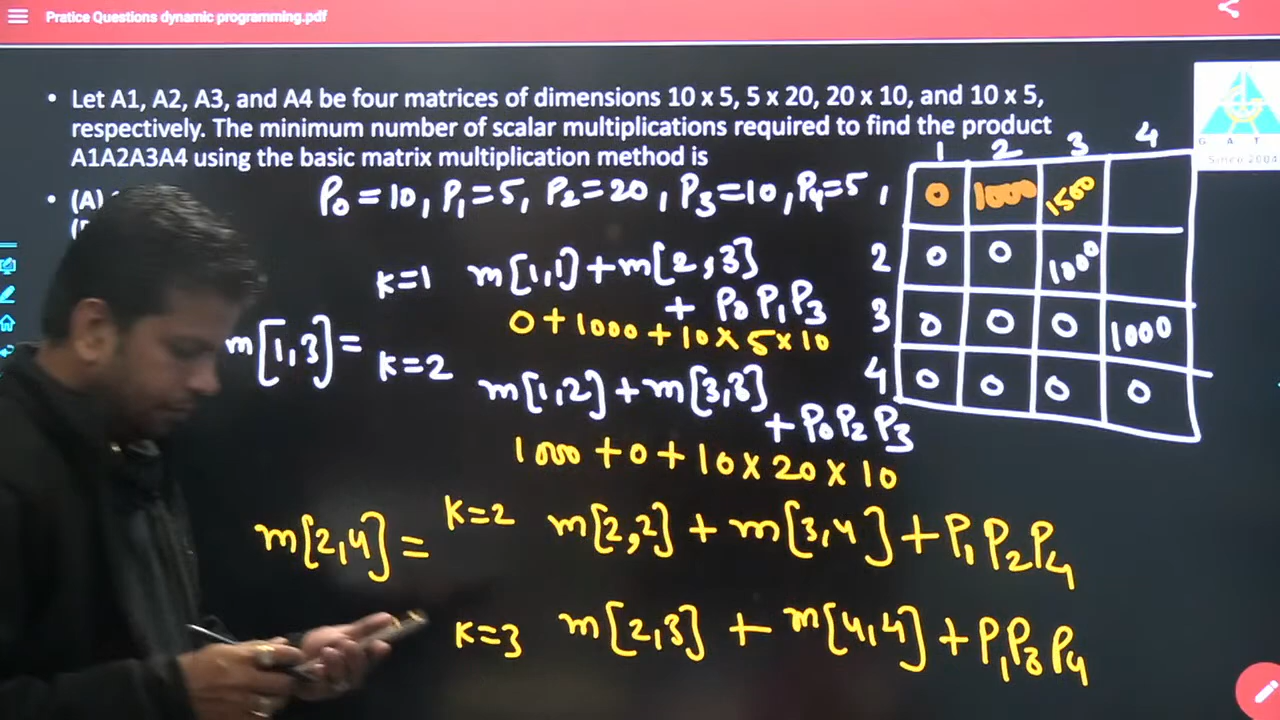 Pratice Questions dynamic programming.pdf
• Let A1, A2, A3, and A4 be four matrices of dimensions 10 x 5, 5 x 20, 20 x 10, and 10 x 5,
respectively. The minimum number of scalar multiplications required to find the product
A1A2A3A4 using the basic matrix multiplication method is
• (A)
P0 = 10, P1 = 5, P2 = 20, P3 = 10, P4 = 5
m[1,3] =
K=1 m[1,1] + m[2,3]
+ P0 P1 P3
0 + 1000 + 10 x 5 x 10
K=2 m[1,2] + m[3,3]
+ P0 P2 P3
1000 + 0 + 10 x 20 x 10
m[2,4] = K=2 m[2,2] + m[3,4] + P1 P2 P4
K=3 m[2,3] + m[4,4] + P1 P3 P4
1 2 3 4
1 0 1000 1500
2 0 0 1000
3 0 0 0 1000
4 0 0 0 0
G A T
Since 2004